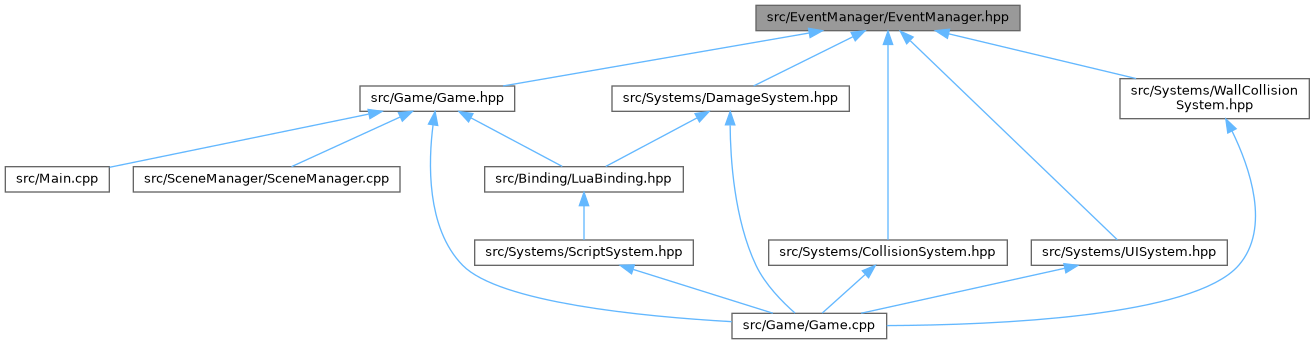 src/EventManager/EventManager.hpp
src/Game/Game.hpp
src/Systems/DamageSystem.hpp
src/Systems/WallCollision
System.hpp
src/Main.cpp
src/SceneManager/SceneManager.cpp
src/Binding/LuaBinding.hpp
src/Systems/ScriptSystem.hpp
src/Systems/CollisionSystem.hpp
src/Systems/UISystem.hpp
src/Game/Game.cpp